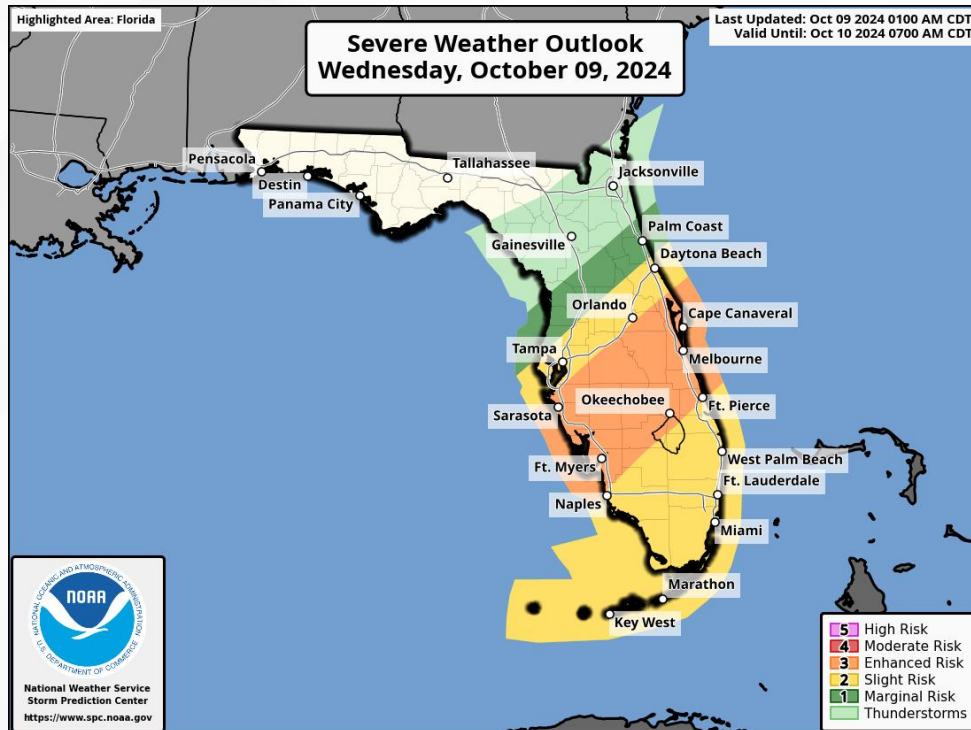 Highlighted Area: Florida
Last Updated: Oct 09 2024 0100 AM CDT
Valid Until: Oct 10 2024 0700 AM CDT
Severe Weather Outlook
Wednesday, October 09, 2024
Pensacola
Destin
Panama City
Tallahassee
Jacksonville
Gainesville
Palm Coast
Daytona Beach
Orlando
Cape Canaveral
Tampa
Melbourne
Okeechobee
Ft. Pierce
Sarasota
West Palm Beach
Ft. Myers
Ft. Lauderdale
Naples
Miami
Marathon
Key West
NATIONAL OCEANIC AND ATMOSPHERIC ADMINISTRATION
NOAA
U.S. DEPARTMENT OF COMMERCE
National Weather Service
Storm Prediction Center
https://www.spc.noaa.gov
5 High Risk
4 Moderate Risk
3 Enhanced Risk
2 Slight Risk
1 Marginal Risk
Thunderstorms